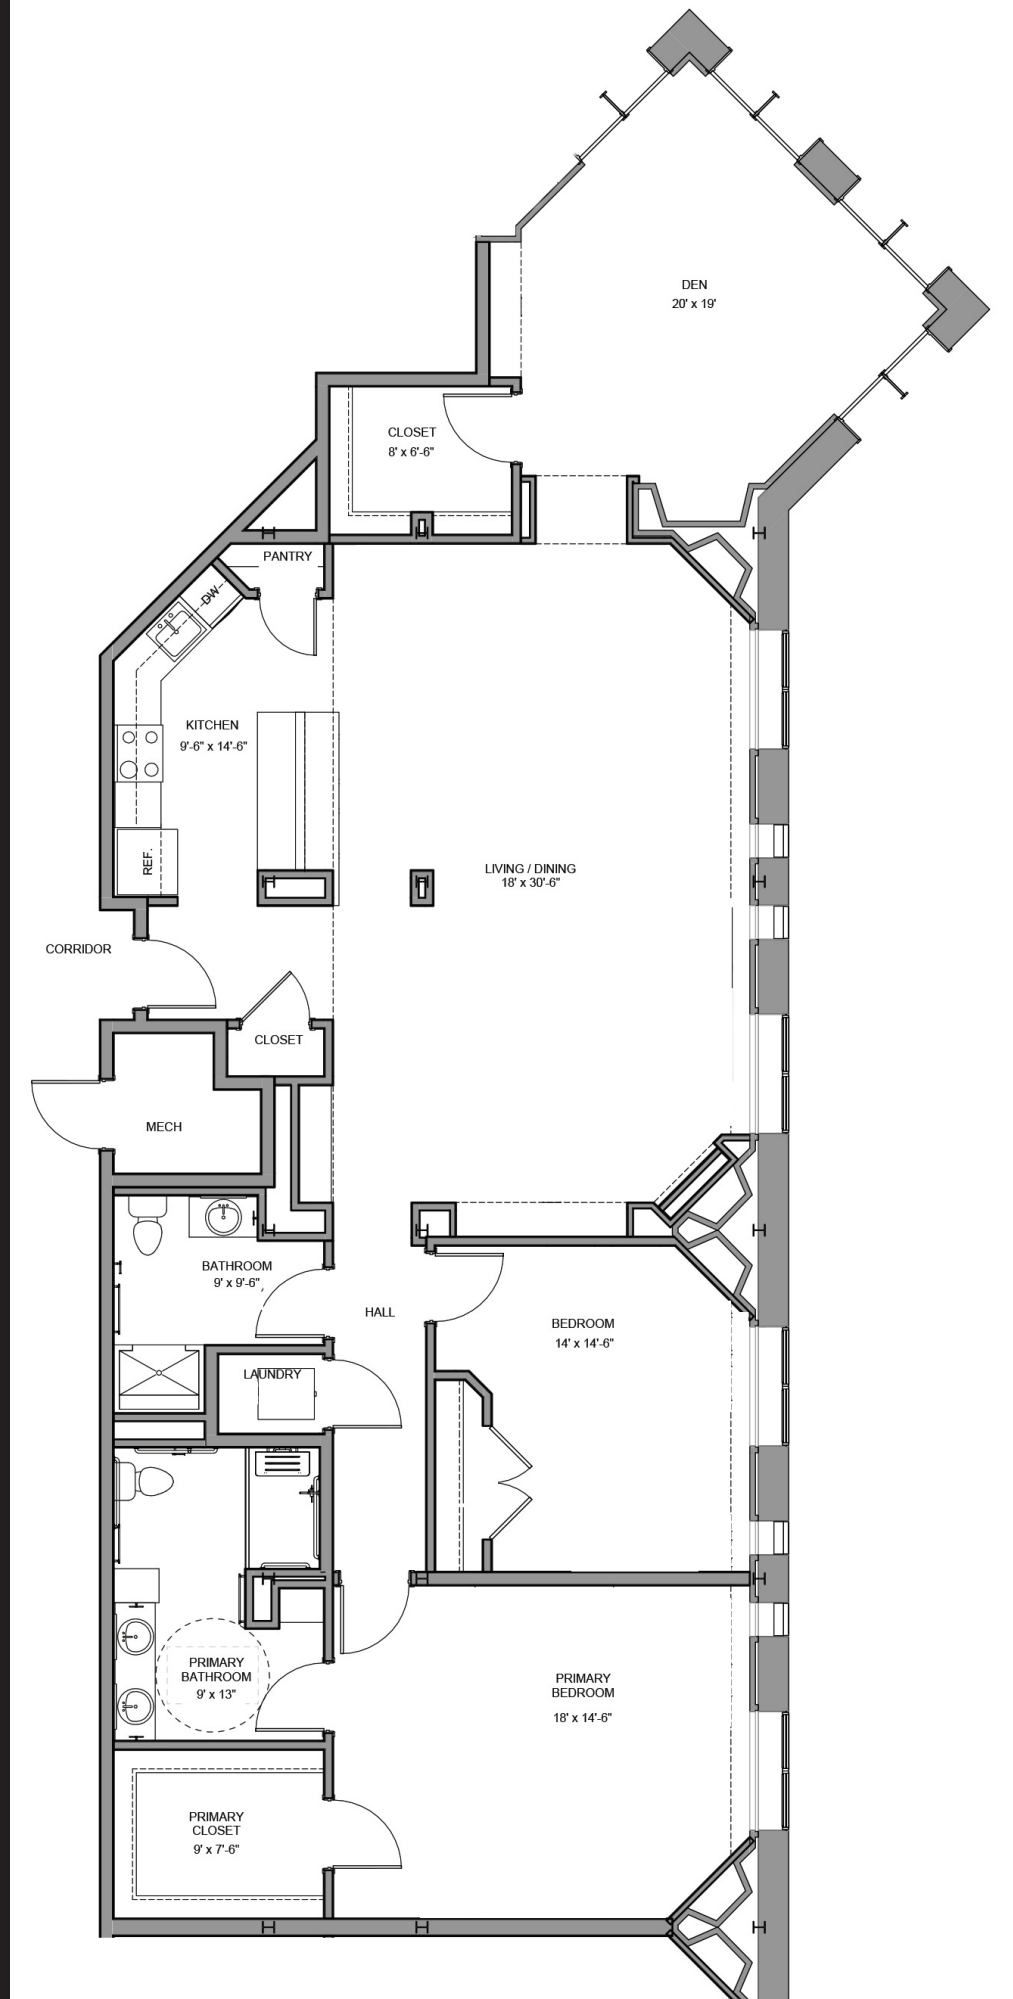 DEN
20' x 19'
CLOSET
8' x 6'-6"
PANTRY
DW
KITCHEN
9'-6" x 14'-6"
REF.
LIVING / DINING
18' x 30'-6"
CORRIDOR
CLOSET
MECH
BATHROOM
9' x 9'-6"
HALL
BEDROOM
14' x 14'-6"
LAUNDRY
PRIMARY
BATHROOM
9' x 13"
PRIMARY
BEDROOM
18' x 14'-6"
PRIMARY
CLOSET
9' x 7'-6"